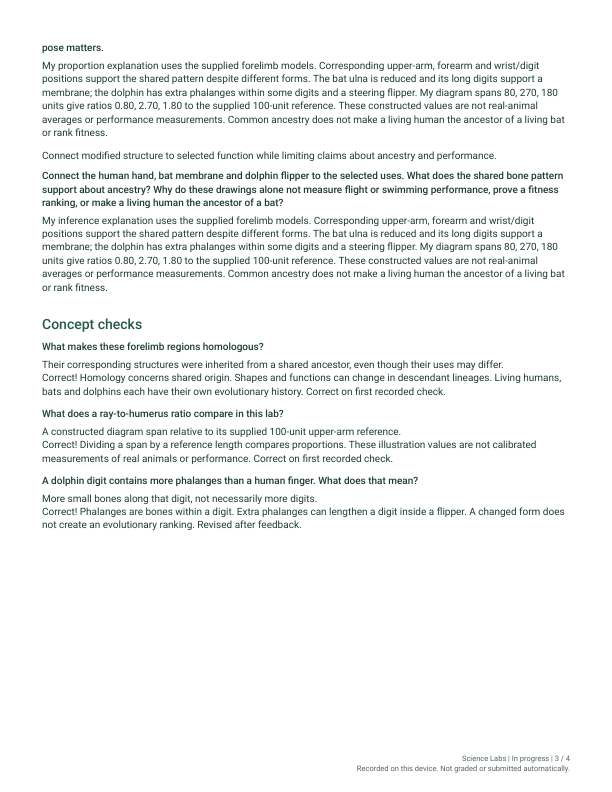 pose matters.
My proportion explanation uses the supplied forelimb models. Corresponding upper-arm, forearm and wrist/digit
positions support the shared pattern despite different forms. The bat ulna is reduced and its long digits support a
membrane; the dolphin has extra phalanges within some digits and a steering flipper. My diagram spans 80, 270, 180
units give ratios 0.80, 2.70, 1.80 to the supplied 100-unit reference. These constructed values are not real-animal
averages or performance measurements. Common ancestry does not make a living human the ancestor of a living bat
or rank fitness.
Connect modified structure to selected function while limiting claims about ancestry and performance.
Connect the human hand, bat membrane and dolphin flipper to the selected uses. What does the shared bone pattern
support about ancestry? Why do these drawings alone not measure flight or swimming performance, prove a fitness
ranking, or make a living human the ancestor of a bat?
My inference explanation uses the supplied forelimb models. Corresponding upper-arm, forearm and wrist/digit
positions support the shared pattern despite different forms. The bat ulna is reduced and its long digits support a
membrane; the dolphin has extra phalanges within some digits and a steering flipper. My diagram spans 80, 270, 180
units give ratios 0.80, 2.70, 1.80 to the supplied 100-unit reference. These constructed values are not real-animal
averages or performance measurements. Common ancestry does not make a living human the ancestor of a living bat
or rank fitness.
Concept checks
What makes these forelimb regions homologous?
Their corresponding structures were inherited from a shared ancestor, even though their uses may differ.
Correct! Homology concerns shared origin. Shapes and functions can change in descendant lineages. Living humans,
bats and dolphins each have their own evolutionary history. Correct on first recorded check.
What does a ray-to-humerus ratio compare in this lab?
A constructed diagram span relative to its supplied 100-unit upper-arm reference.
Correct! Dividing a span by a reference length compares proportions. These illustration values are not calibrated
measurements of real animals or performance. Correct on first recorded check.
A dolphin digit contains more phalanges than a human finger. What does that mean?
More small bones along that digit, not necessarily more digits.
Correct! Phalanges are bones within a digit. Extra phalanges can lengthen a digit inside a flipper. A changed form does
not create an evolutionary ranking. Revised after feedback.
Science Labs | In progress | 3 / 4
Recorded on this device. Not graded or submitted automatically.